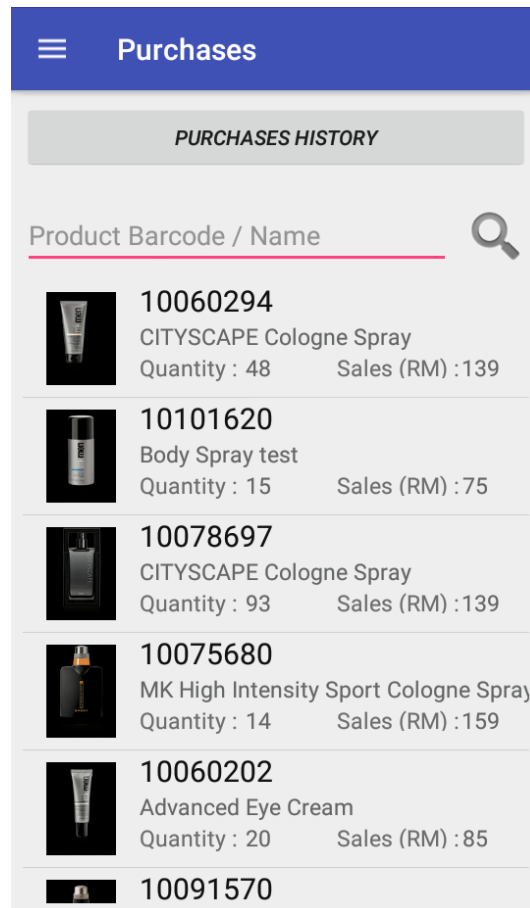 Purchases
PURCHASES HISTORY
Product Barcode / Name
10060294
CITYSCAPE Cologne Spray
Quantity : 48 Sales (RM) : 139
10101620
Body Spray test
Quantity : 15 Sales (RM) : 75
10078697
CITYSCAPE Cologne Spray
Quantity : 93 Sales (RM) : 139
10075680
MK High Intensity Sport Cologne Spray
Quantity : 14 Sales (RM) : 159
10060202
Advanced Eye Cream
Quantity : 20 Sales (RM) : 85
10091570